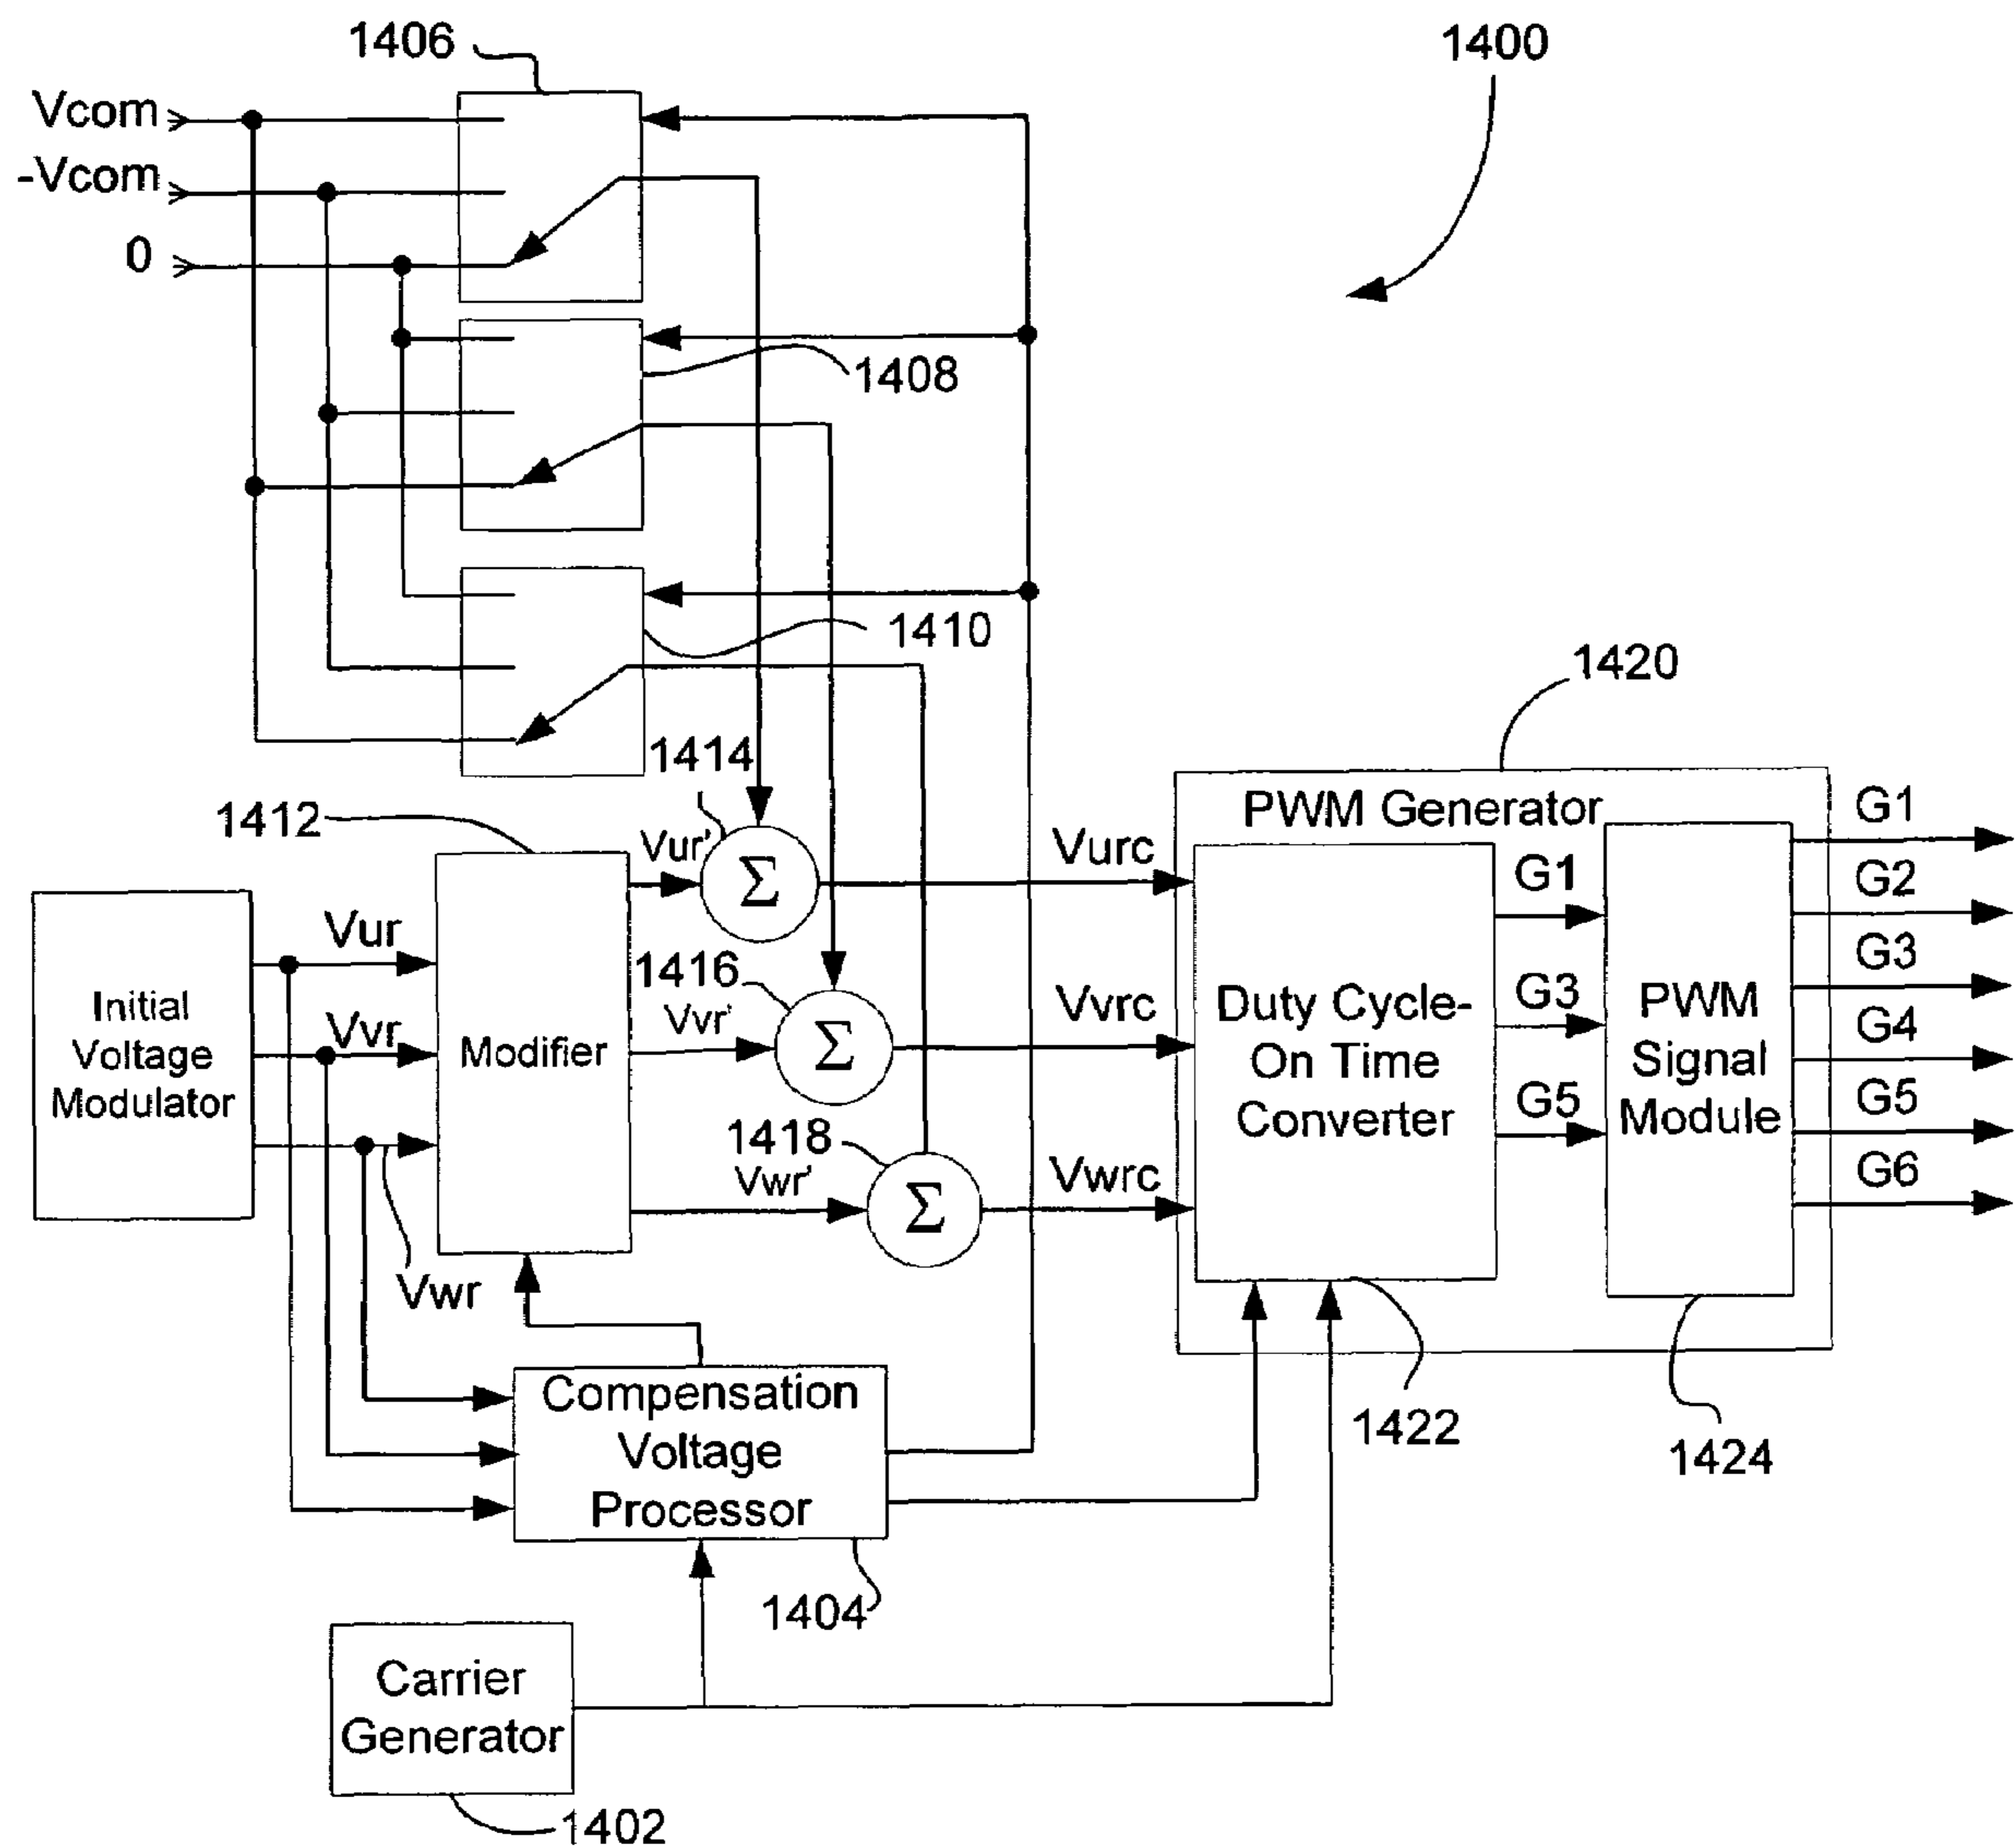 1406
1400
Vcom
-Vcom
0
1408
1410
1420
1414
1412
PWM Generator
G1
Vur'
Vurc
G1
G2
Vur
1416
G3
Initial
Voltage
Modulator
Vvr
Modifier
Vvr'
Vvrc
Duty Cycle-
On Time
Converter
G3
PWM
Signal
Module
G4
G5
G5
1418
Vwr'
Vwrc
G6
Vwr
Compensation
Voltage
Processor
1422
1424
1404
Carrier
Generator
1402
Σ
Σ
Σ